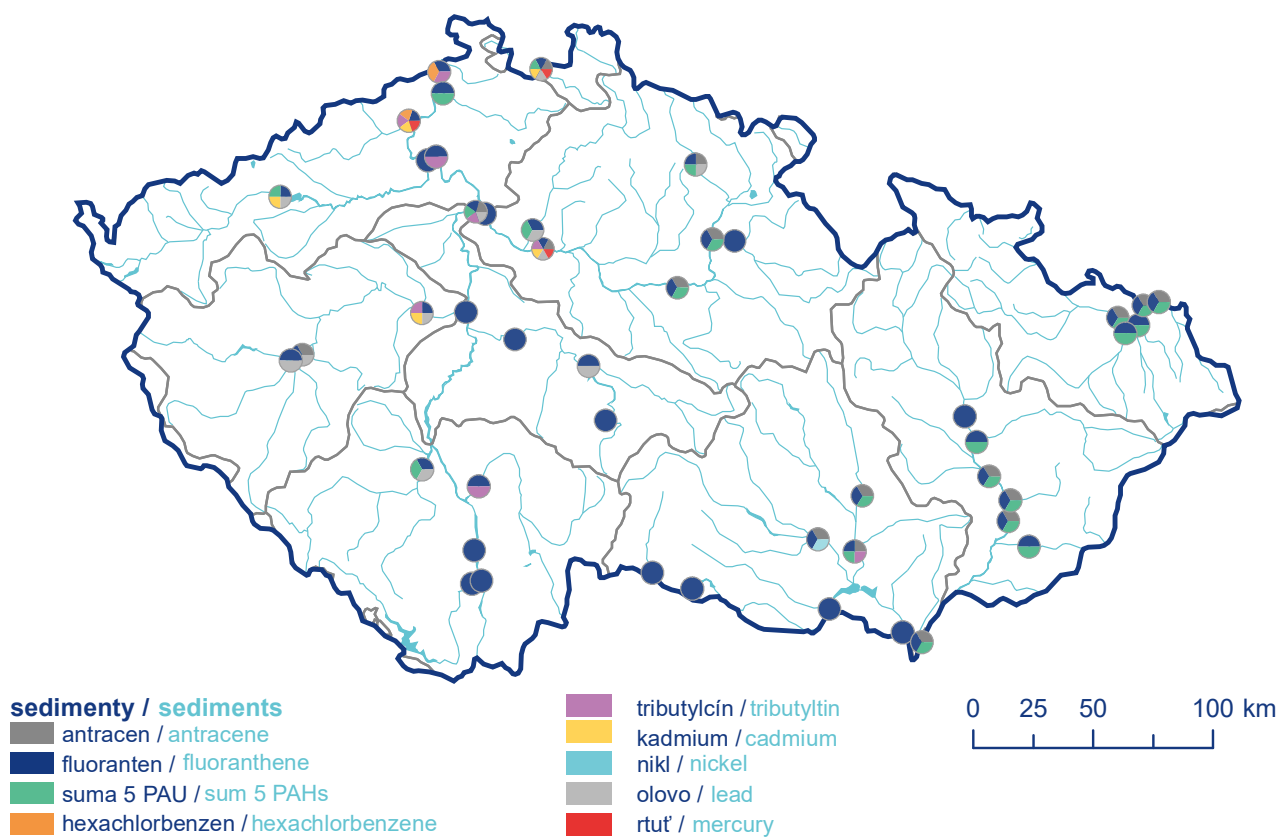 sedimenty / sediments
antracen / antracene
fluoranten / fluoranthene
suma 5 PAU / sum 5 PAHs
hexachlorbenzen / hexachlorbenzene
tributylcín / tributyltin
kadmium / cadmium
nikl / nickel
olovo / lead
rtuť / mercury
0 25 50 100 km